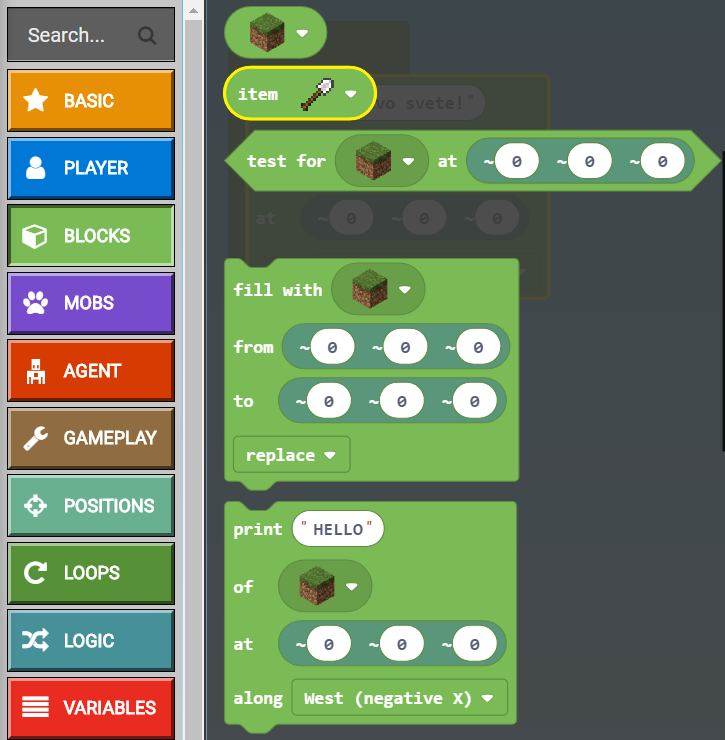 Search...
BASIC
PLAYER
BLOCKS
MOBS
AGENT
GAMEPLAY
POSITIONS
LOOPS
LOGIC
VARIABLES
item
vo svete!"
test for at ~0 ~0 ~0
at ~0 ~0 ~0
fill with
from ~0 ~0 ~0
to ~0 ~0 ~0
replace
print "HELLO"
of
at ~0 ~0 ~0
along West (negative X)